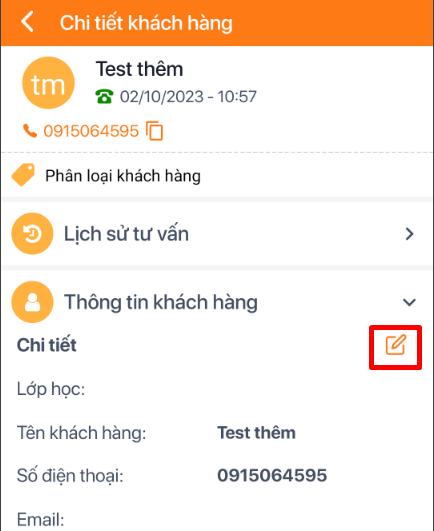 Chi tiết khách hàng
tm
Test thêm
02/10/2023 - 10:57
0915064595
Phân loại khách hàng
Lịch sử tư vấn
Thông tin khách hàng
Chi tiết
Lớp học:
Tên khách hàng: Test thêm
Số điện thoại: 0915064595
Email: